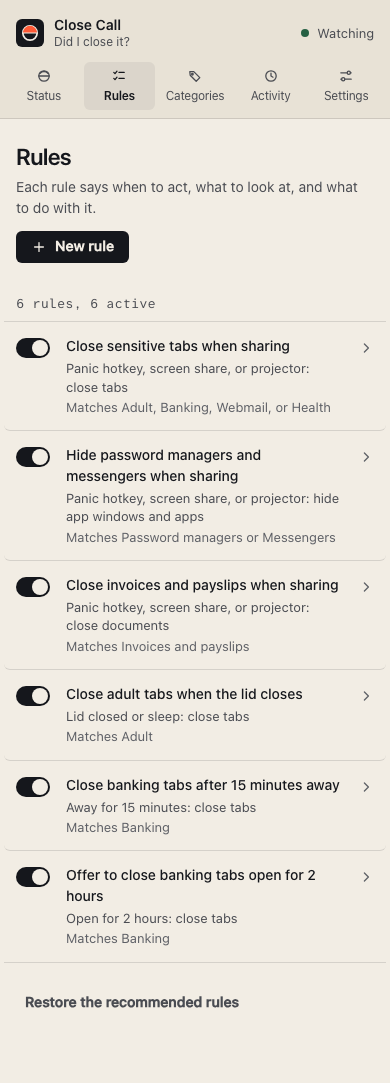 Close Call
Did I close it?
Watching
Status
Rules
Categories
Activity
Settings
Rules
Each rule says when to act, what to look at, and what
to do with it.
New rule
6 rules, 6 active
Close sensitive tabs when sharing
Panic hotkey, screen share, or projector:
close tabs
Matches Adult, Banking, Webmail, or Health
Hide password managers and
messengers when sharing
Panic hotkey, screen share, or projector: hide
app windows and apps
Matches Password managers or Messengers
Close invoices and payslips when sharing
Panic hotkey, screen share, or projector:
close documents
Matches Invoices and payslips
Close adult tabs when the lid closes
Lid closed or sleep: close tabs
Matches Adult
Close banking tabs after 15 minutes away
Away for 15 minutes: close tabs
Matches Banking
Offer to close banking tabs open for 2
hours
Open for 2 hours: close tabs
Matches Banking
Restore the recommended rules